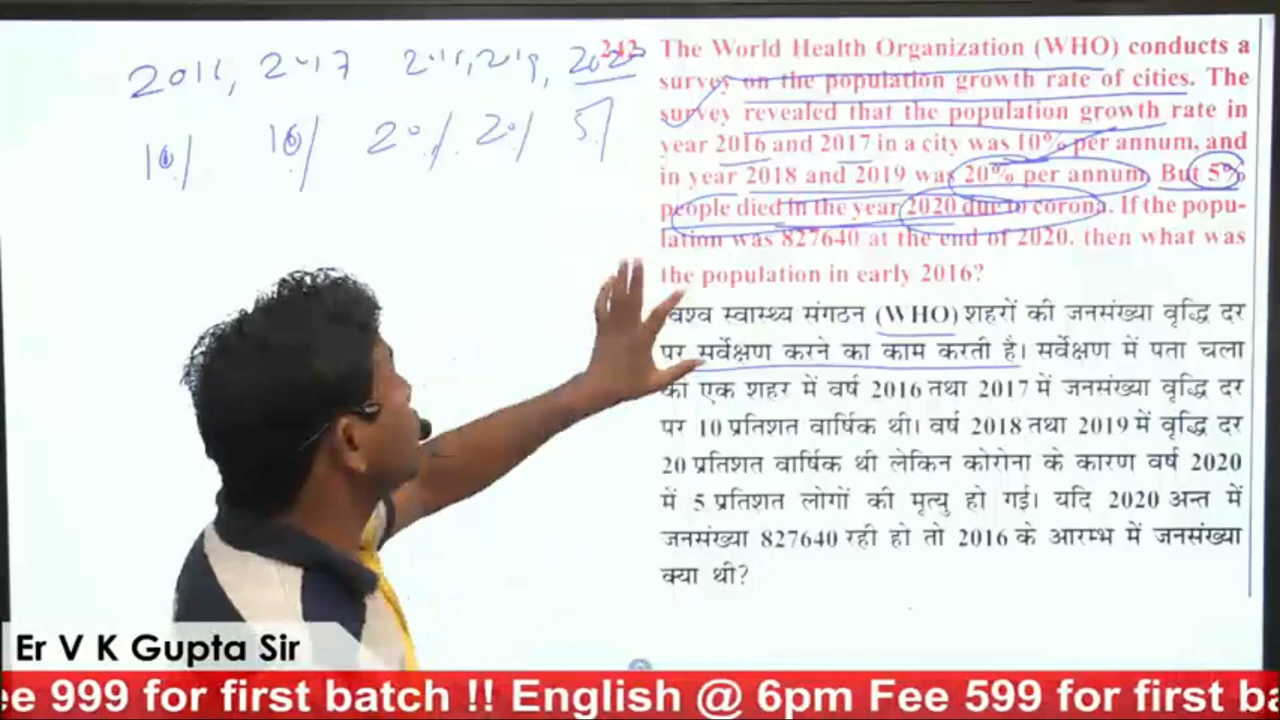 2016, 2017 2018, 2019, 2020
10% 10% 20% 20% 5%
242 The World Health Organization (WHO) conducts a
survey on the population growth rate of cities. The
survey revealed that the population growth rate in
year 2016 and 2017 in a city was 10% per annum, and
in year 2018 and 2019 was 20% per annum. But 5%
people died in the year 2020 due to corona. If the popu-
lation was 827640 at the end of 2020. then what was
the population in early 2016?
विश्व स्वास्थ्य संगठन (WHO) शहरों की जनसंख्या वृद्धि दर
पर सर्वेक्षण करने का काम करती है। सर्वेक्षण में पता चला
की एक शहर में वर्ष 2016 तथा 2017 में जनसंख्या वृद्धि दर
पर 10 प्रतिशत वार्षिक थी। वर्ष 2018 तथा 2019 में वृद्धि दर
20 प्रतिशत वार्षिक थी लेकिन कोरोना के कारण वर्ष 2020
में 5 प्रतिशत लोगों की मृत्यु हो गई। यदि 2020 अन्त में
जनसंख्या 827640 रही हो तो 2016 के आरम्भ में जनसंख्या
क्या थी?
Er V K Gupta Sir
ee 999 for first batch !! English @ 6pm Fee 599 for first ba